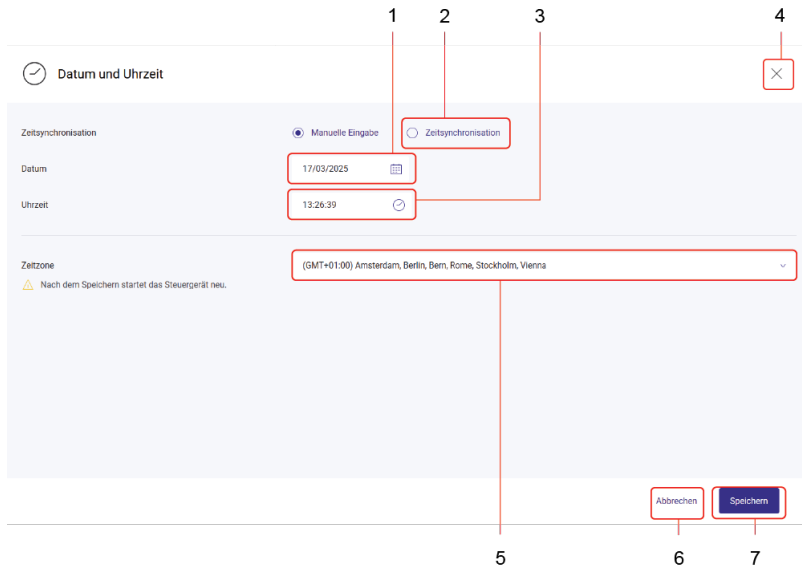 1 2 3 4
Datum und Uhrzeit
Zeitsynchronisation Manuelle Eingabe Zeitsynchronisation
Datum 17/03/2025
Uhrzeit 13:26:39
Zeitzone (GMT+01:00) Amsterdam, Berlin, Bern, Rome, Stockholm, Vienna
Nach dem Speichern startet das Steuergerät neu.
Abbrechen Speichern
5 6 7